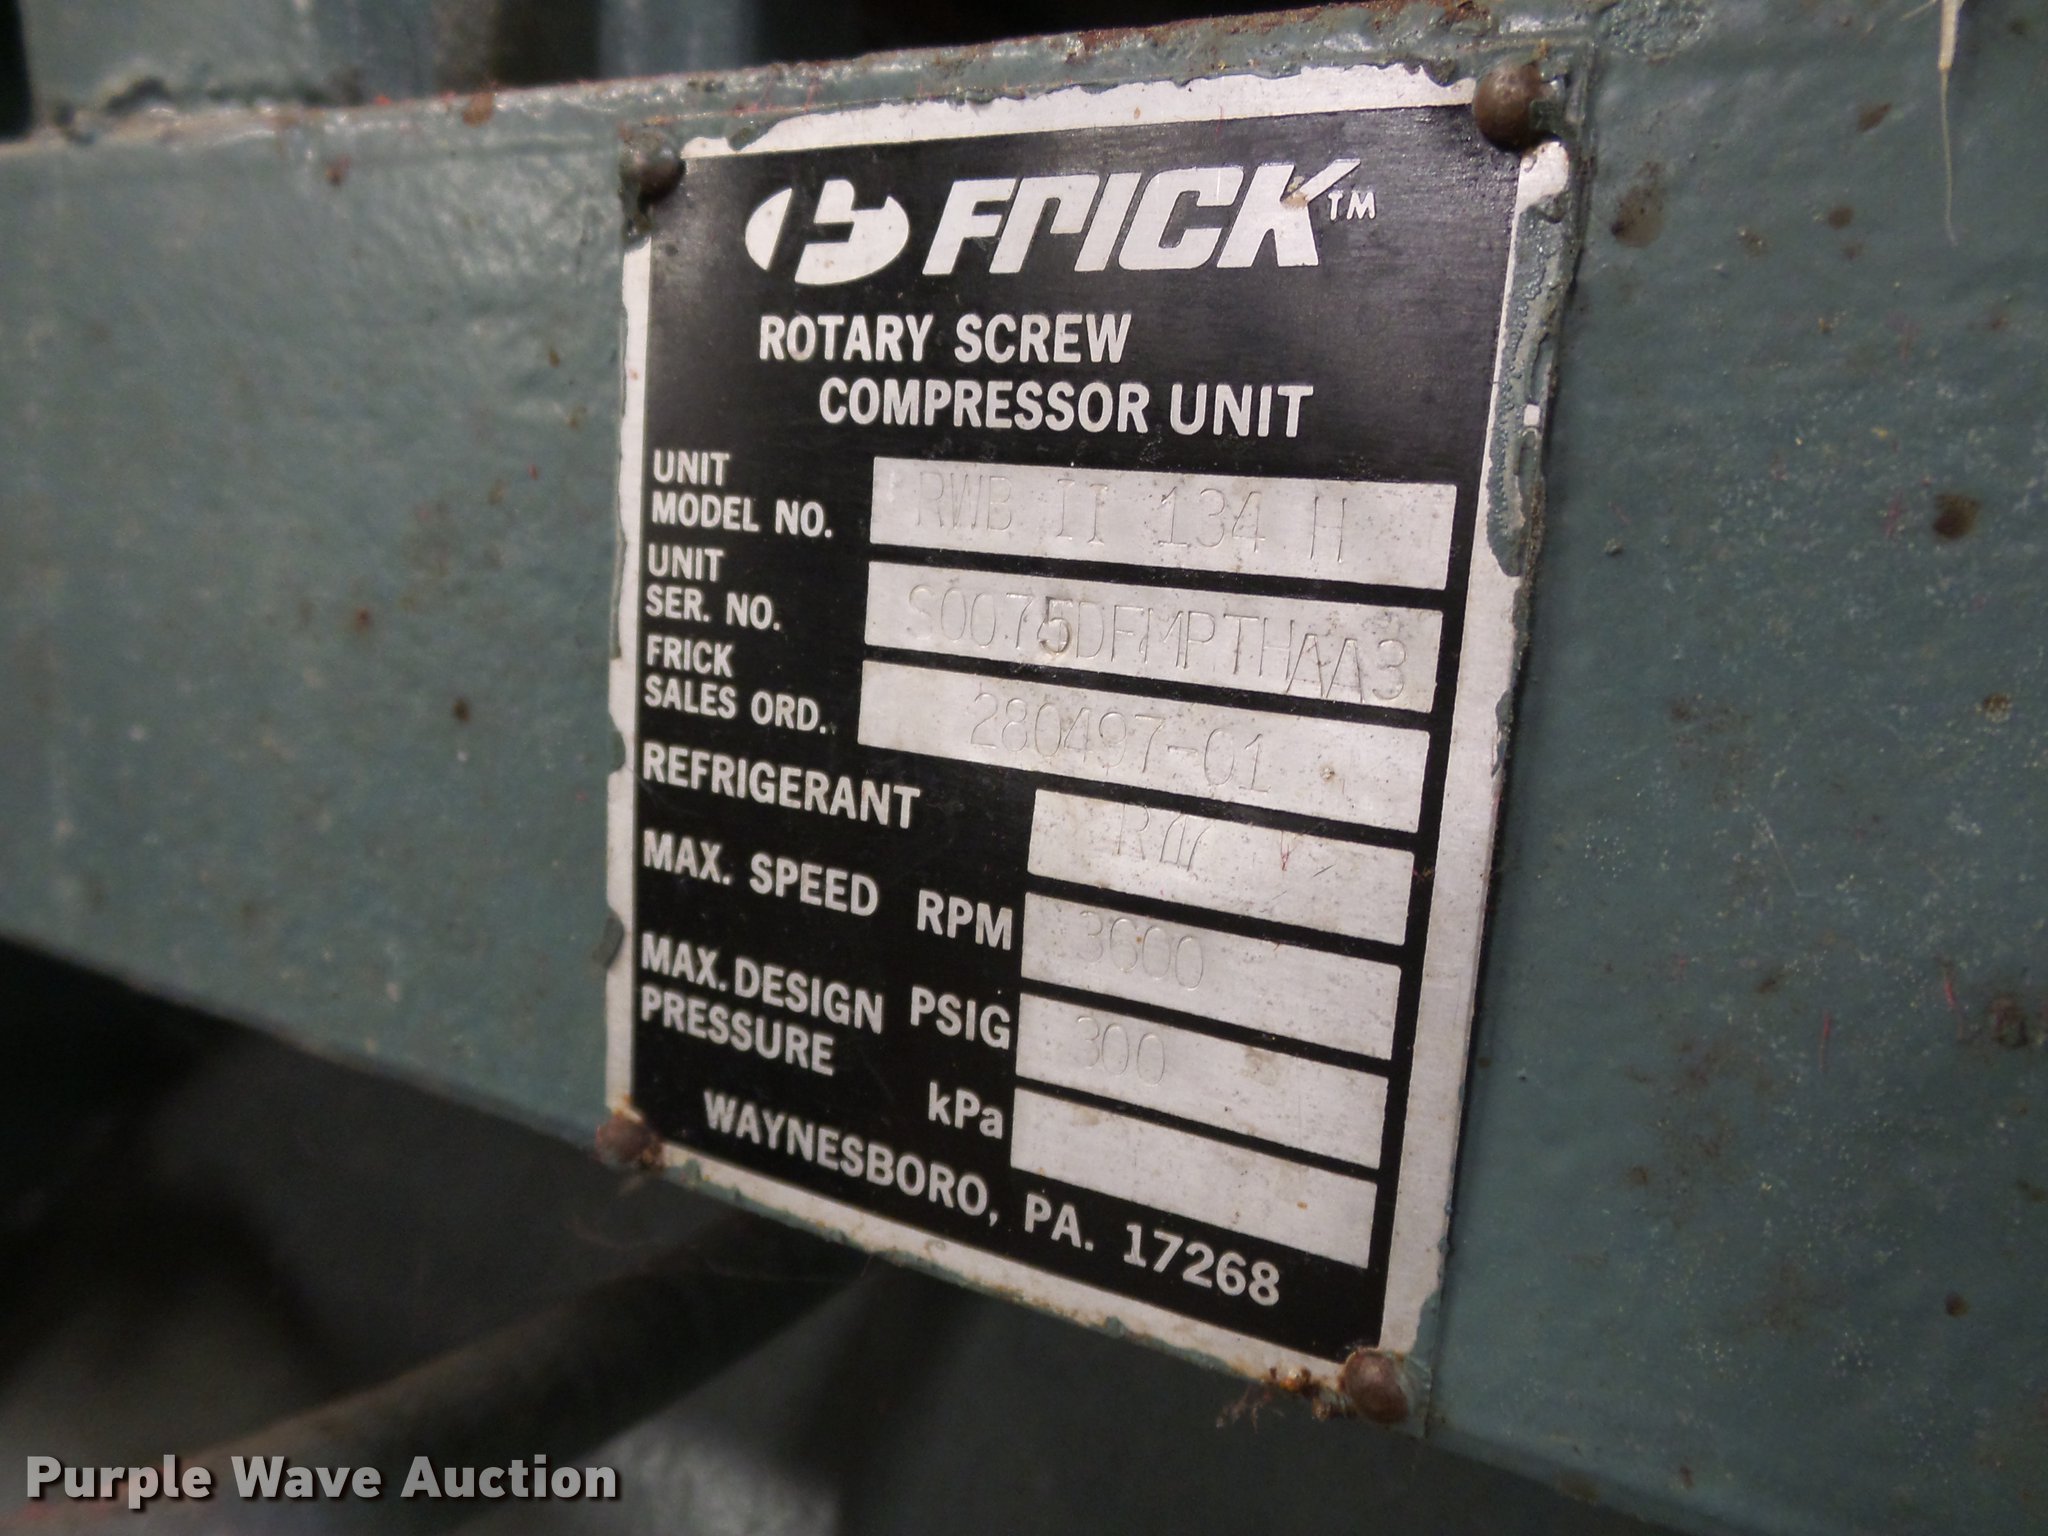 FRICK™
ROTARY SCREW
COMPRESSOR UNIT
UNIT
MODEL NO. RWB II 134 H
UNIT
SER. NO. S0075DFMPTHAA3
FRICK
SALES ORD. 280497-01
REFRIGERANT
MAX. SPEED RPM 3600
MAX. DESIGN PSIG 300
PRESSURE
kPa
WAYNESBORO, PA. 17268
Purple Wave Auction